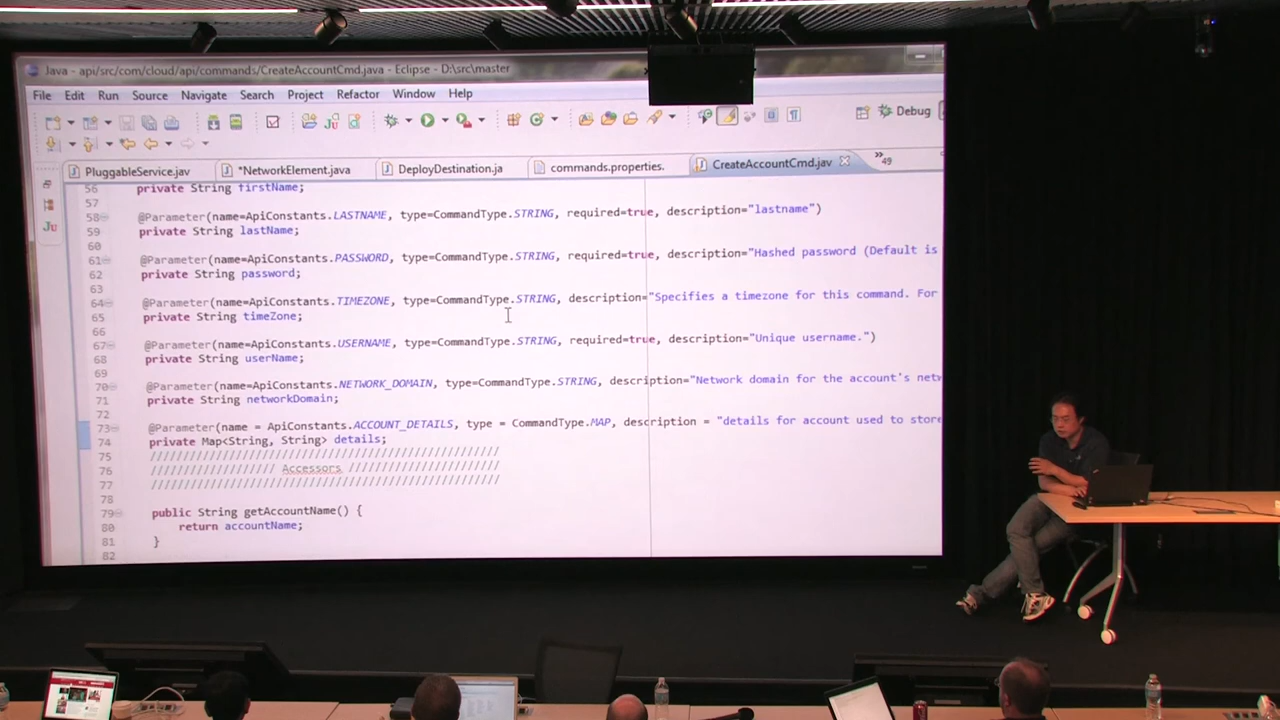 Java - api/src/com/cloud/api/commands/CreateAccountCmd.java - Eclipse - D:\src\master
File Edit Run Source Navigate Search Project Refactor Window Help
Debug
PluggableService.jav *NetworkElement.java DeployDestination.ja commands.properties. CreateAccountCmd.jav 49
56 private String firstName;
57
58 @Parameter(name=ApiConstants.LASTNAME, type=CommandType.STRING, required=true, description="lastname")
59 private String lastName;
60
61 @Parameter(name=ApiConstants.PASSWORD, type=CommandType.STRING, required=true, description="Hashed password (Default is
62 private String password;
63
64 @Parameter(name=ApiConstants.TIMEZONE, type=CommandType.STRING, description="Specifies a timezone for this command. For
65 private String timeZone;
66
67 @Parameter(name=ApiConstants.USERNAME, type=CommandType.STRING, required=true, description="Unique username.")
68 private String userName;
69
70 @Parameter(name=ApiConstants.NETWORK_DOMAIN, type=CommandType.STRING, description="Network domain for the account's netw
71 private String networkDomain;
72
73 @Parameter(name = ApiConstants.ACCOUNT_DETAILS, type = CommandType.MAP, description = "details for account used to store
74 private Map<String, String> details;
75 /////////////////////////////////////////////////////
76 /////////////////// Accessors ///////////////////////
77 /////////////////////////////////////////////////////
78
79 public String getAccountName() {
80 return accountName;
81 }
82
Ju